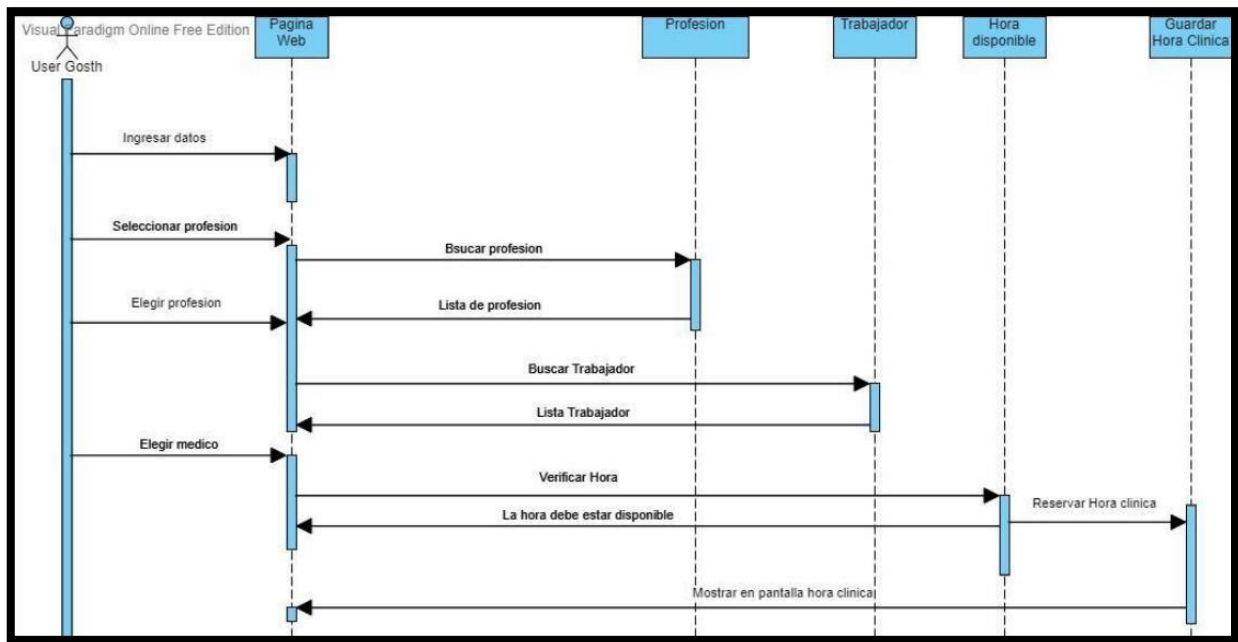 Visual Paradigm Online Free Edition
User Gosth
Pagina
Web
Profesion
Trabajador
Hora
disponible
Guardar
Hora Clinica
Ingresar datos
Seleccionar profesion
Bsucar profesion
Elegir profesion
Lista de profesion
Buscar Trabajador
Lista Trabajador
Elegir medico
Verificar Hora
Reservar Hora clinica
La hora debe estar disponible
Mostrar en pantalla hora clinica